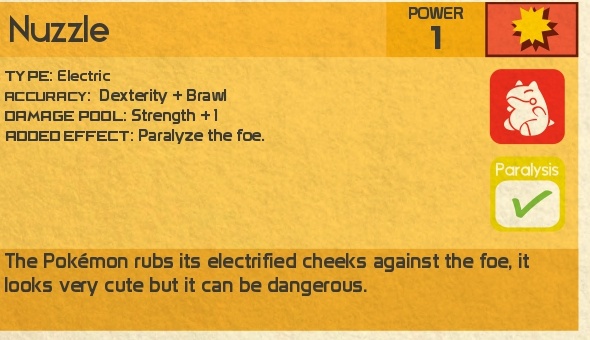 Nuzzle
POWER
1
TYPE: Electric
ACCURACY: Dexterity + Brawl
DAMAGE POOL: Strength +1
ADDED EFFECT: Paralyze the foe.
Paralysis
The Pokémon rubs its electrified cheeks against the foe, it
looks very cute but it can be dangerous.